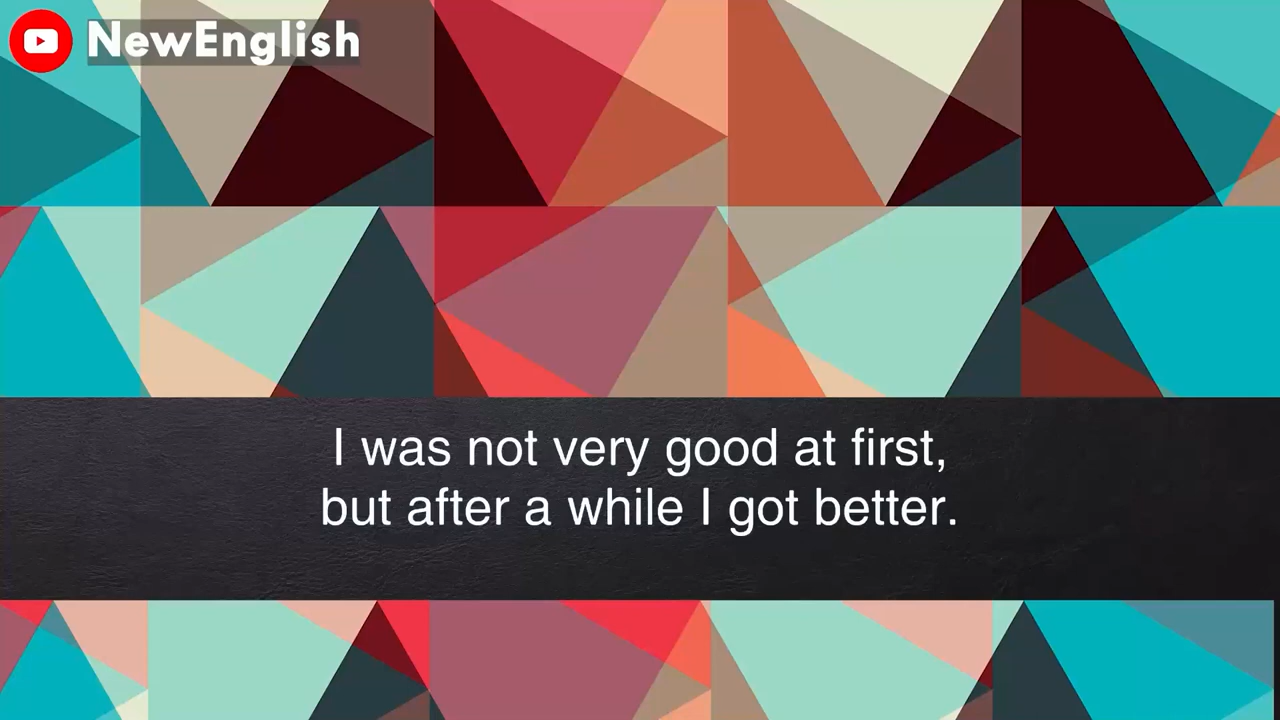 NewEnglish
I was not very good at first,
but after a while I got better.